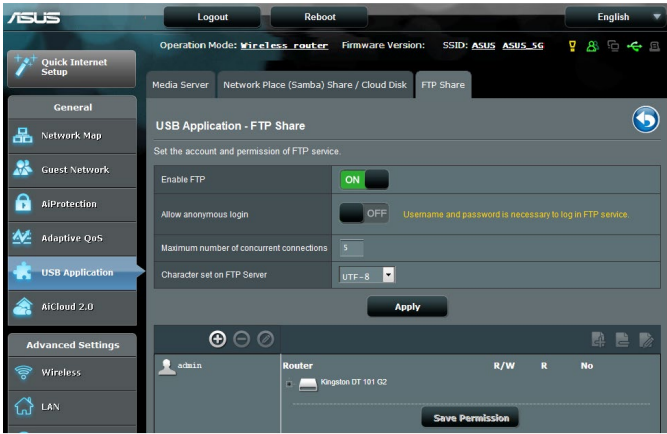 ASUS
Logout
Reboot
English
Operation Mode: Wireless router Firmware Version: SSID: ASUS ASUS_5G
Quick Internet
Setup
General
Network Map
Guest Network
AiProtection
Adaptive QoS
USB Application
AiCloud 2.0
Advanced Settings
Wireless
LAN
Media Server
Network Place (Samba) Share / Cloud Disk
FTP Share
USB Application - FTP Share
Set the account and permission of FTP service.
Enable FTP
ON
Allow anonymous login
OFF
Username and password is necessary to log in FTP service.
Maximum number of concurrent connections
5
Character set on FTP Server
UTF-8
Apply
admin
Router
R/W
R
No
Kingston DT 101 G2
Save Permission